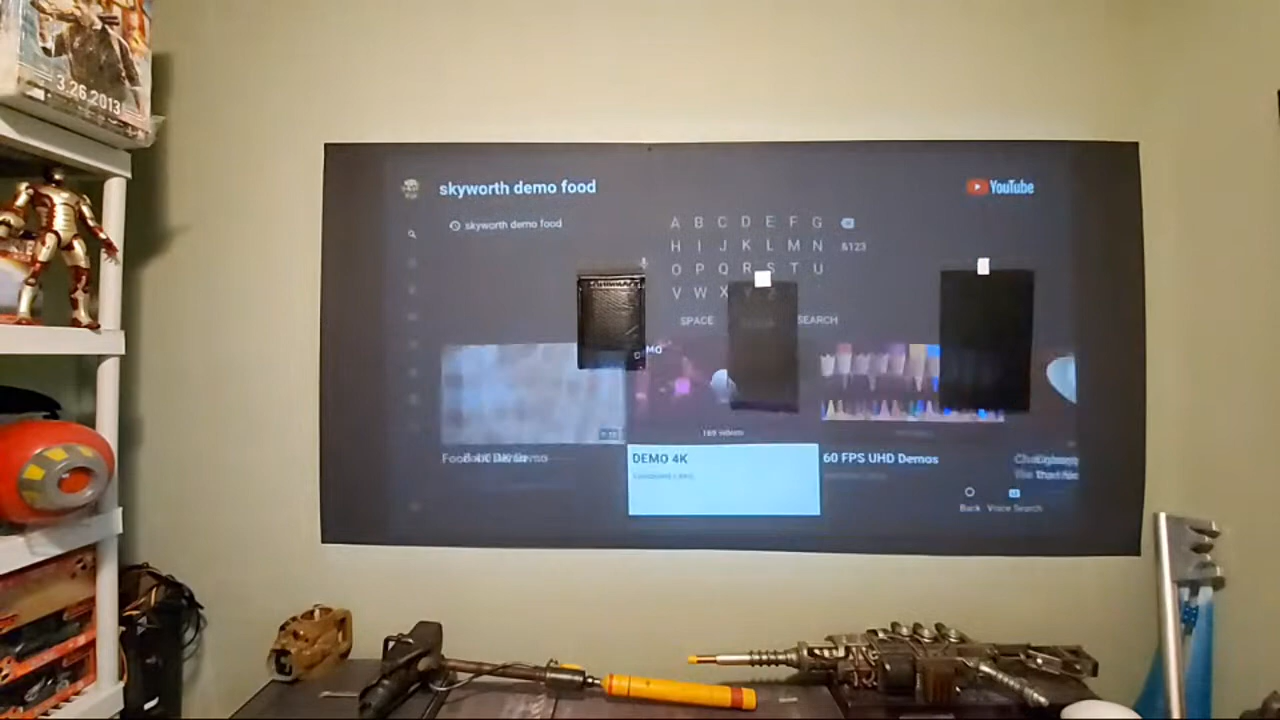 3.26.2013
skyworth demo food
YouTube
skyworth demo food
A B C D E F G
H I J K L M N
&123
O P Q R S T U
V W X
SPACE
SEARCH
DEMO 4K
60 FPS UHD Demos
Back
Voice Search